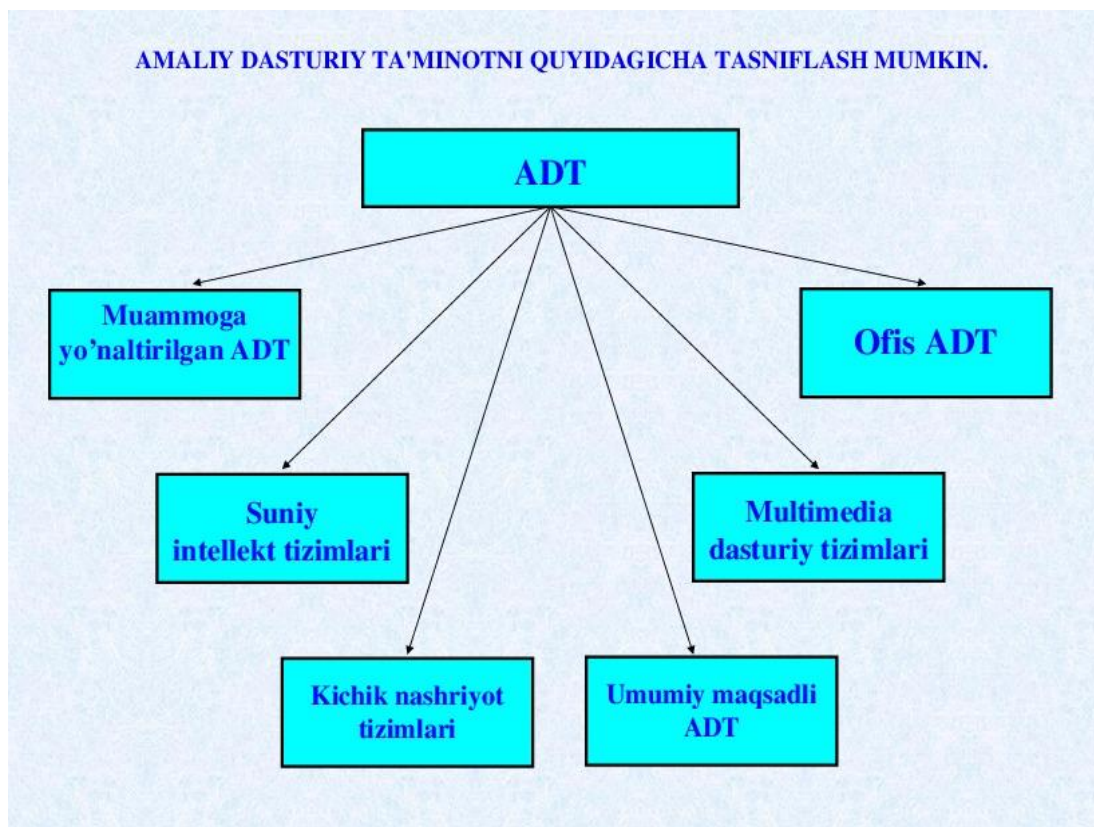 AMALIY DASTURIY TA'MINOTNI QUYIDAGICHA TASNIFLASH MUMKIN.
ADT
Muammoga
yo’naltirilgan ADT
Ofis ADT
Suniy
intellekt tizimlari
Multimedia
dasturiy tizimlari
Kichik nashriyot
tizimlari
Umumiy maqsadli
ADT